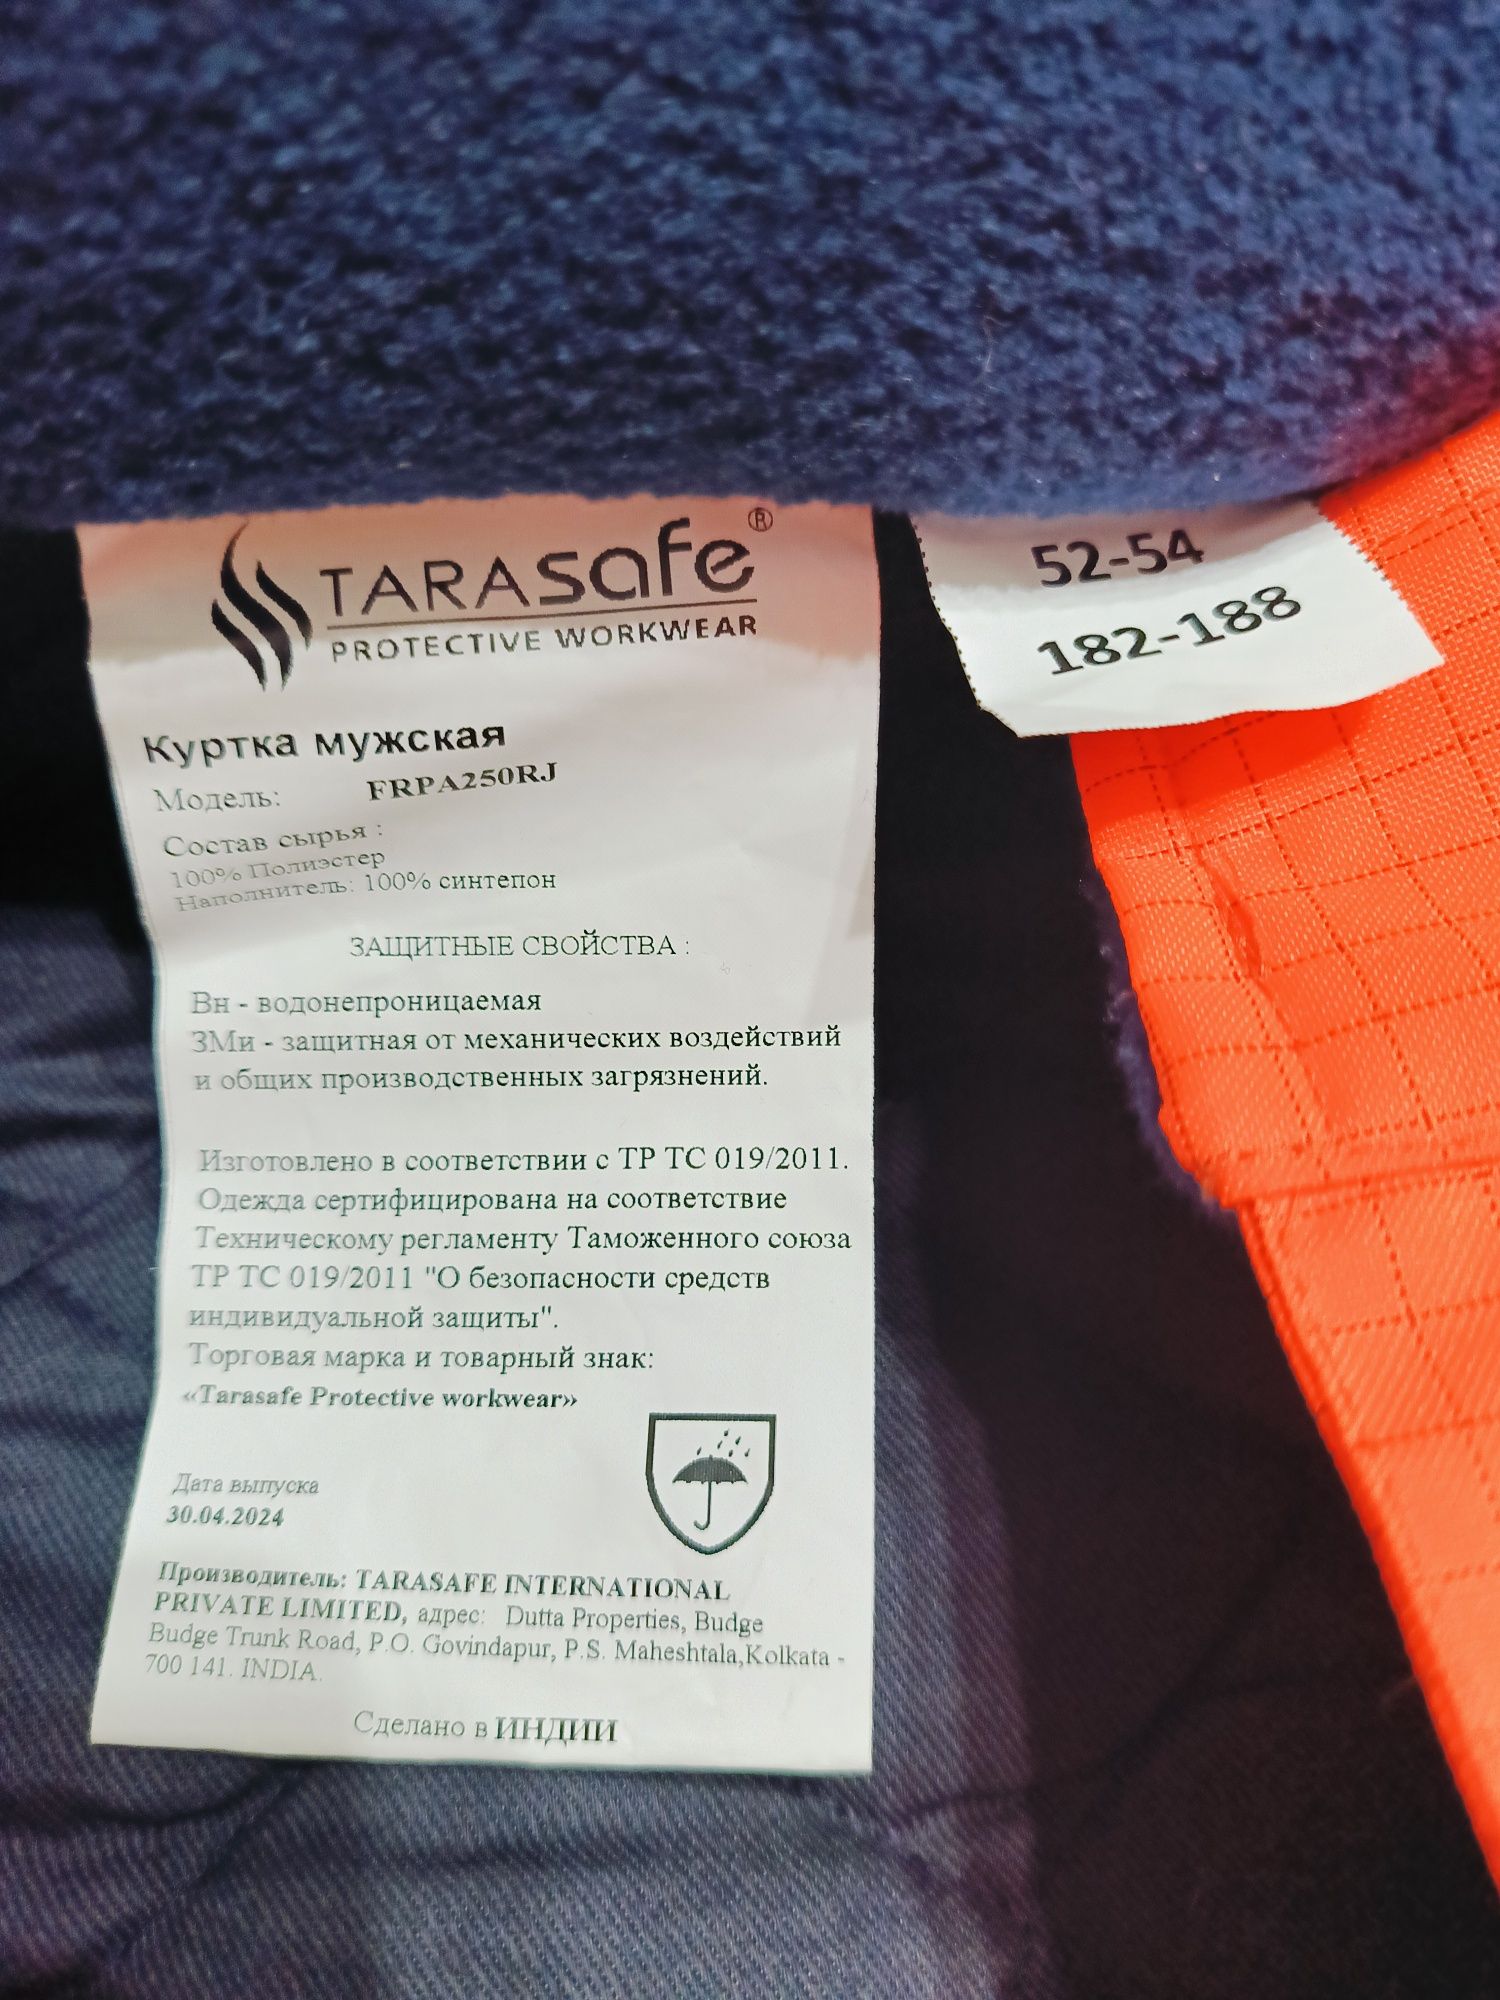 TARAsafe®
PROTECTIVE WORKWEAR
Куртка мужская
Модель: FRPA250RJ
Состав сырья :
100% Полиэстер
Наполнитель: 100% синтепон
ЗАЩИТНЫЕ СВОЙСТВА :
Вн - водонепроницаемая
ЗМи - защитная от механических воздействий
и общих производственных загрязнений.
Изготовлено в соответствии с ТР ТС 019/2011.
Одежда сертифицирована на соответствие
Техническому регламенту Таможенного союза
ТР ТС 019/2011 "О безопасности средств
индивидуальной защиты".
Торговая марка и товарный знак:
«Tarasafe Protective workwear»
Дата выпуска
30.04.2024
Производитель: TARASAFE INTERNATIONAL
PRIVATE LIMITED, адрес: Dutta Properties, Budge
Budge Trunk Road, P.O. Govindapur, P.S. Maheshtala,Kolkata -
700 141. INDIA.
Сделано в ИНДИИ
52-54
182-188